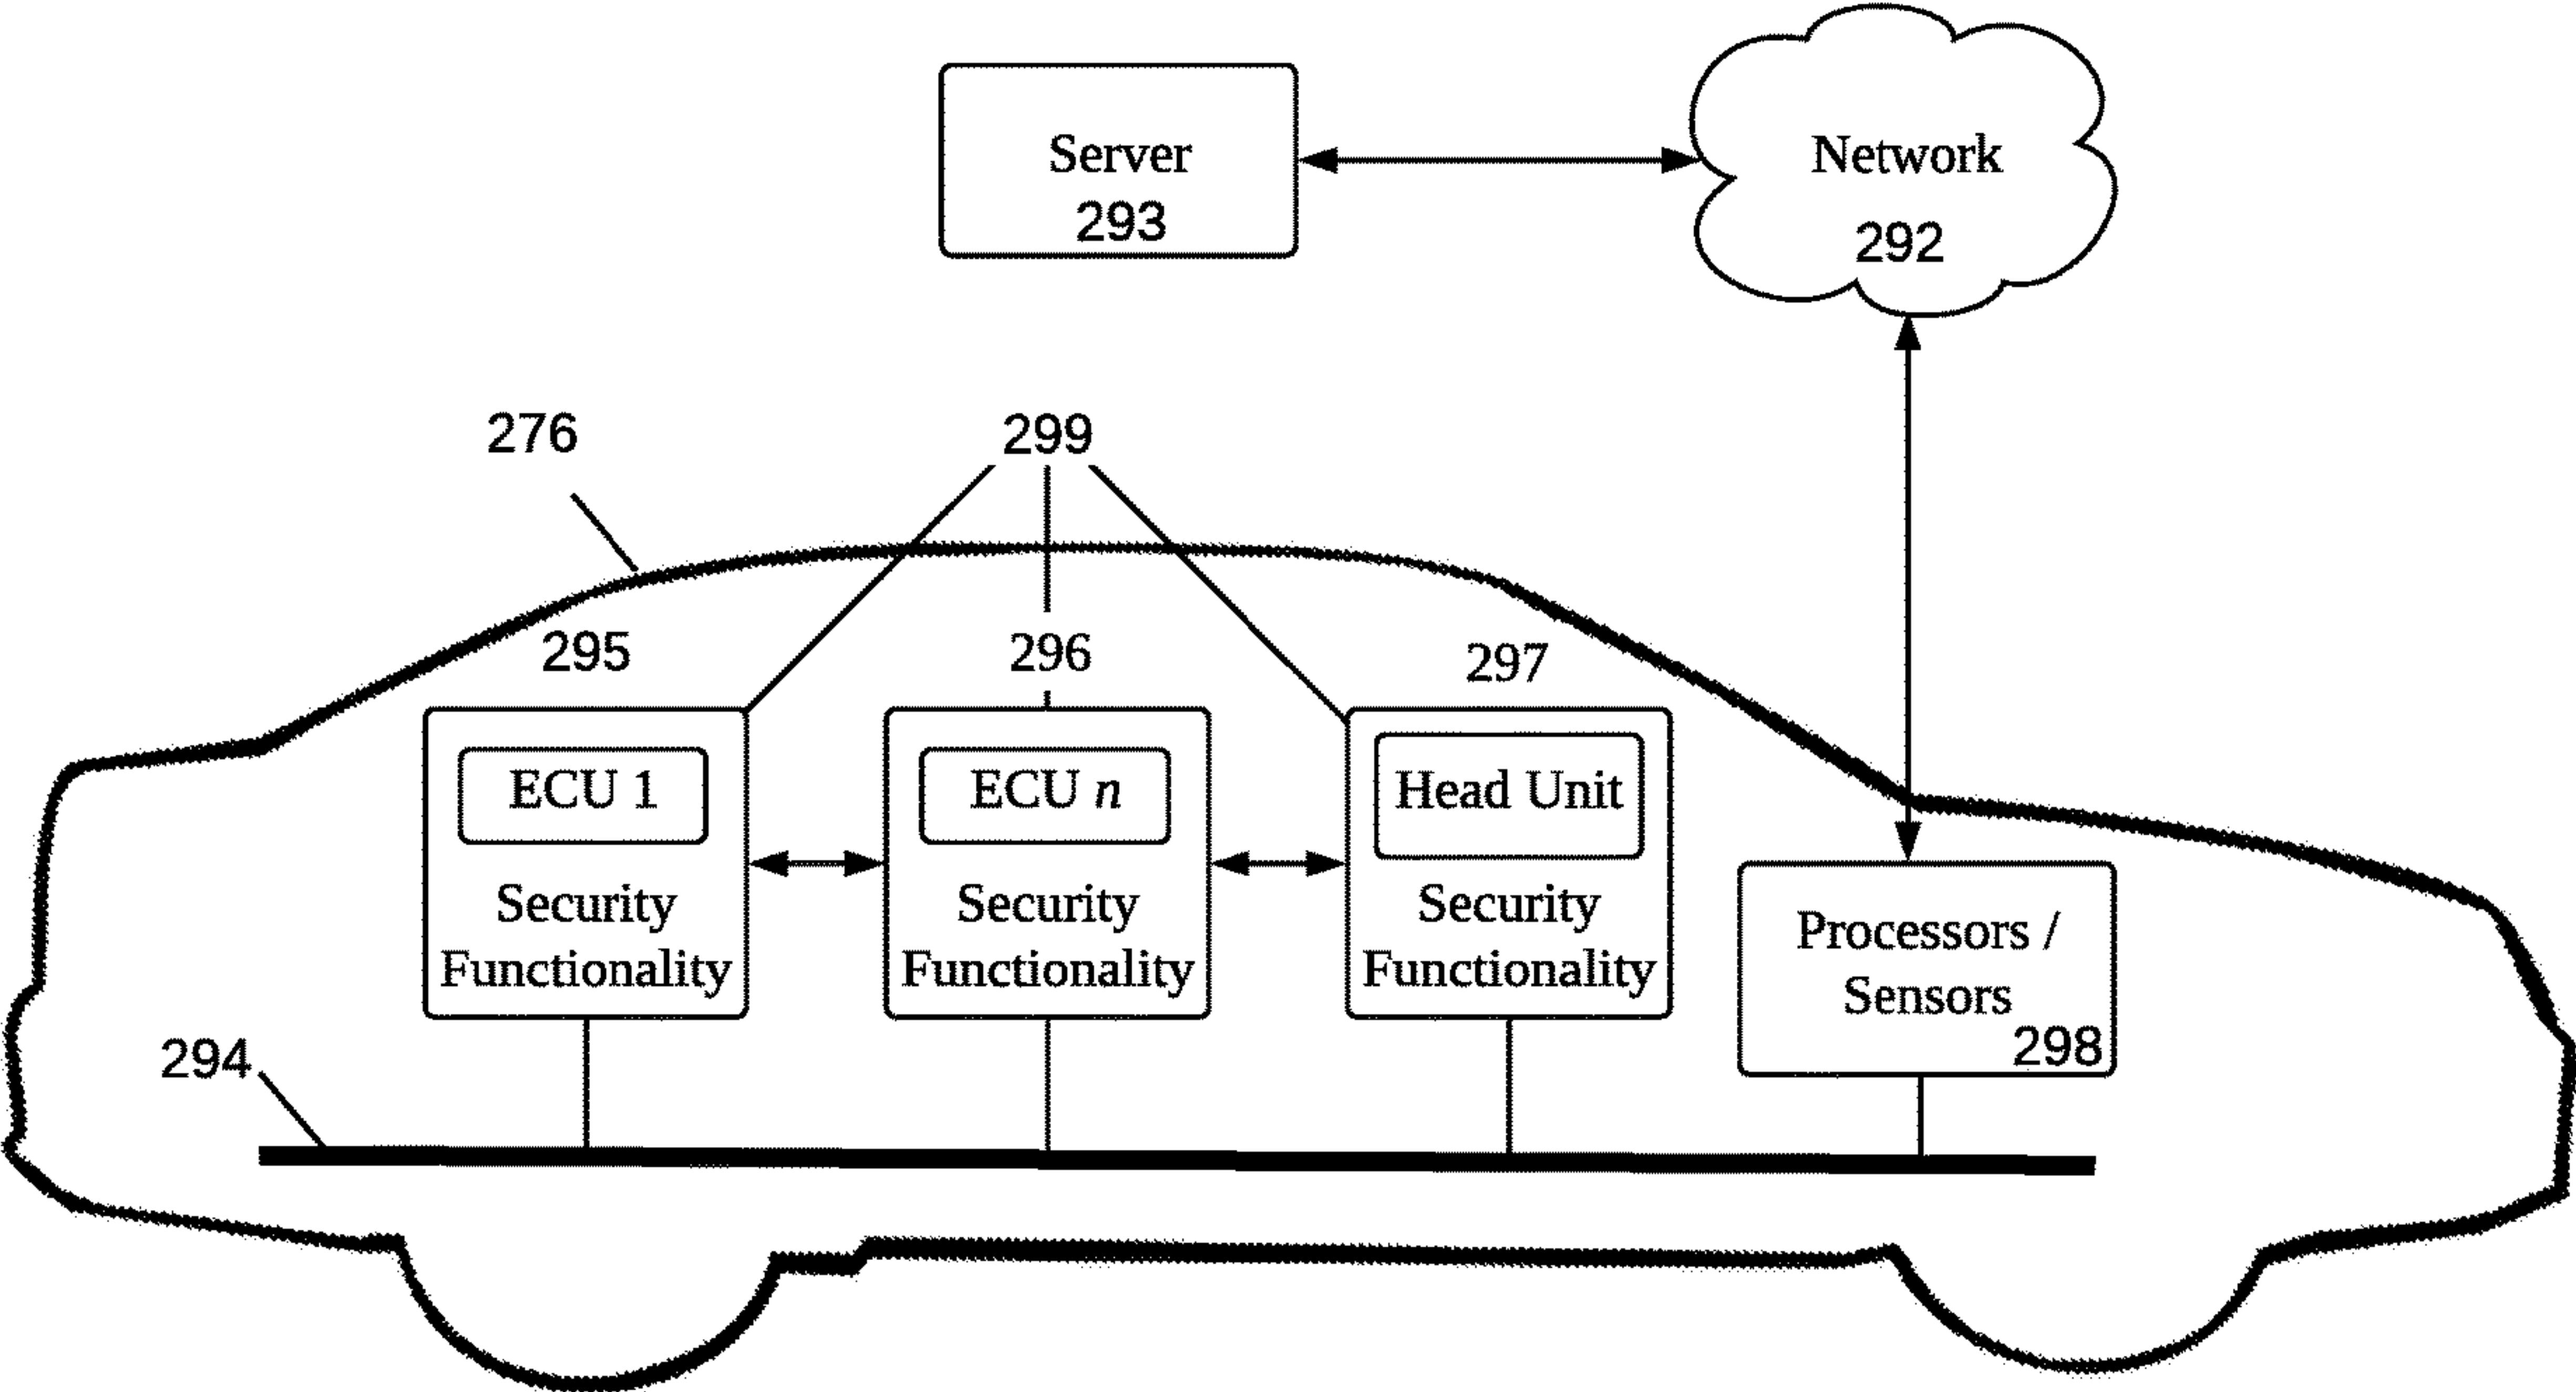 Server
293
Network
292
276
299
295
296
297
ECU 1
Security
Functionality
ECU n
Security
Functionality
Head Unit
Security
Functionality
Processors /
Sensors
298
294